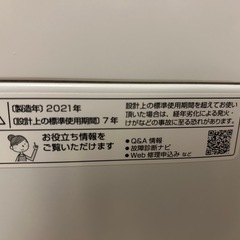 〔製造年〕2021年
〔設計上の標準使用期間〕7年
設計上の標準使用期間を超えてお使い
頂いた場合は、経年劣化による発火・
けがなどの事故に至る恐れがあります。
お役立ち情報を
ご覧いただけます
• Q&A 情報
• 故障診断ナビ
• Web 修理申込み など